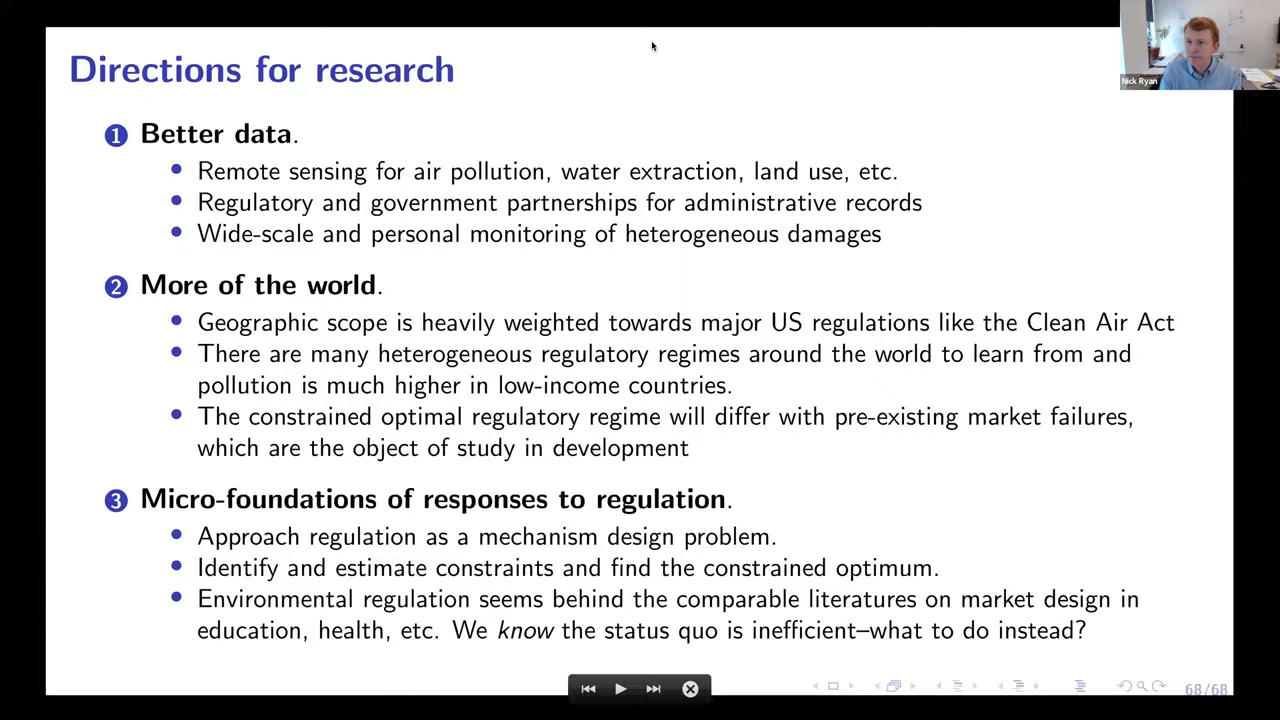 Directions for research
Nick Ryan
1 Better data.
Remote sensing for air pollution, water extraction, land use, etc.
Regulatory and government partnerships for administrative records
Wide-scale and personal monitoring of heterogeneous damages
2 More of the world.
Geographic scope is heavily weighted towards major US regulations like the Clean Air Act
There are many heterogeneous regulatory regimes around the world to learn from and
pollution is much higher in low-income countries.
The constrained optimal regulatory regime will differ with pre-existing market failures,
which are the object of study in development
3 Micro-foundations of responses to regulation.
Approach regulation as a mechanism design problem.
Identify and estimate constraints and find the constrained optimum.
Environmental regulation seems behind the comparable literatures on market design in
education, health, etc. We know the status quo is inefficient–what to do instead?
68/68